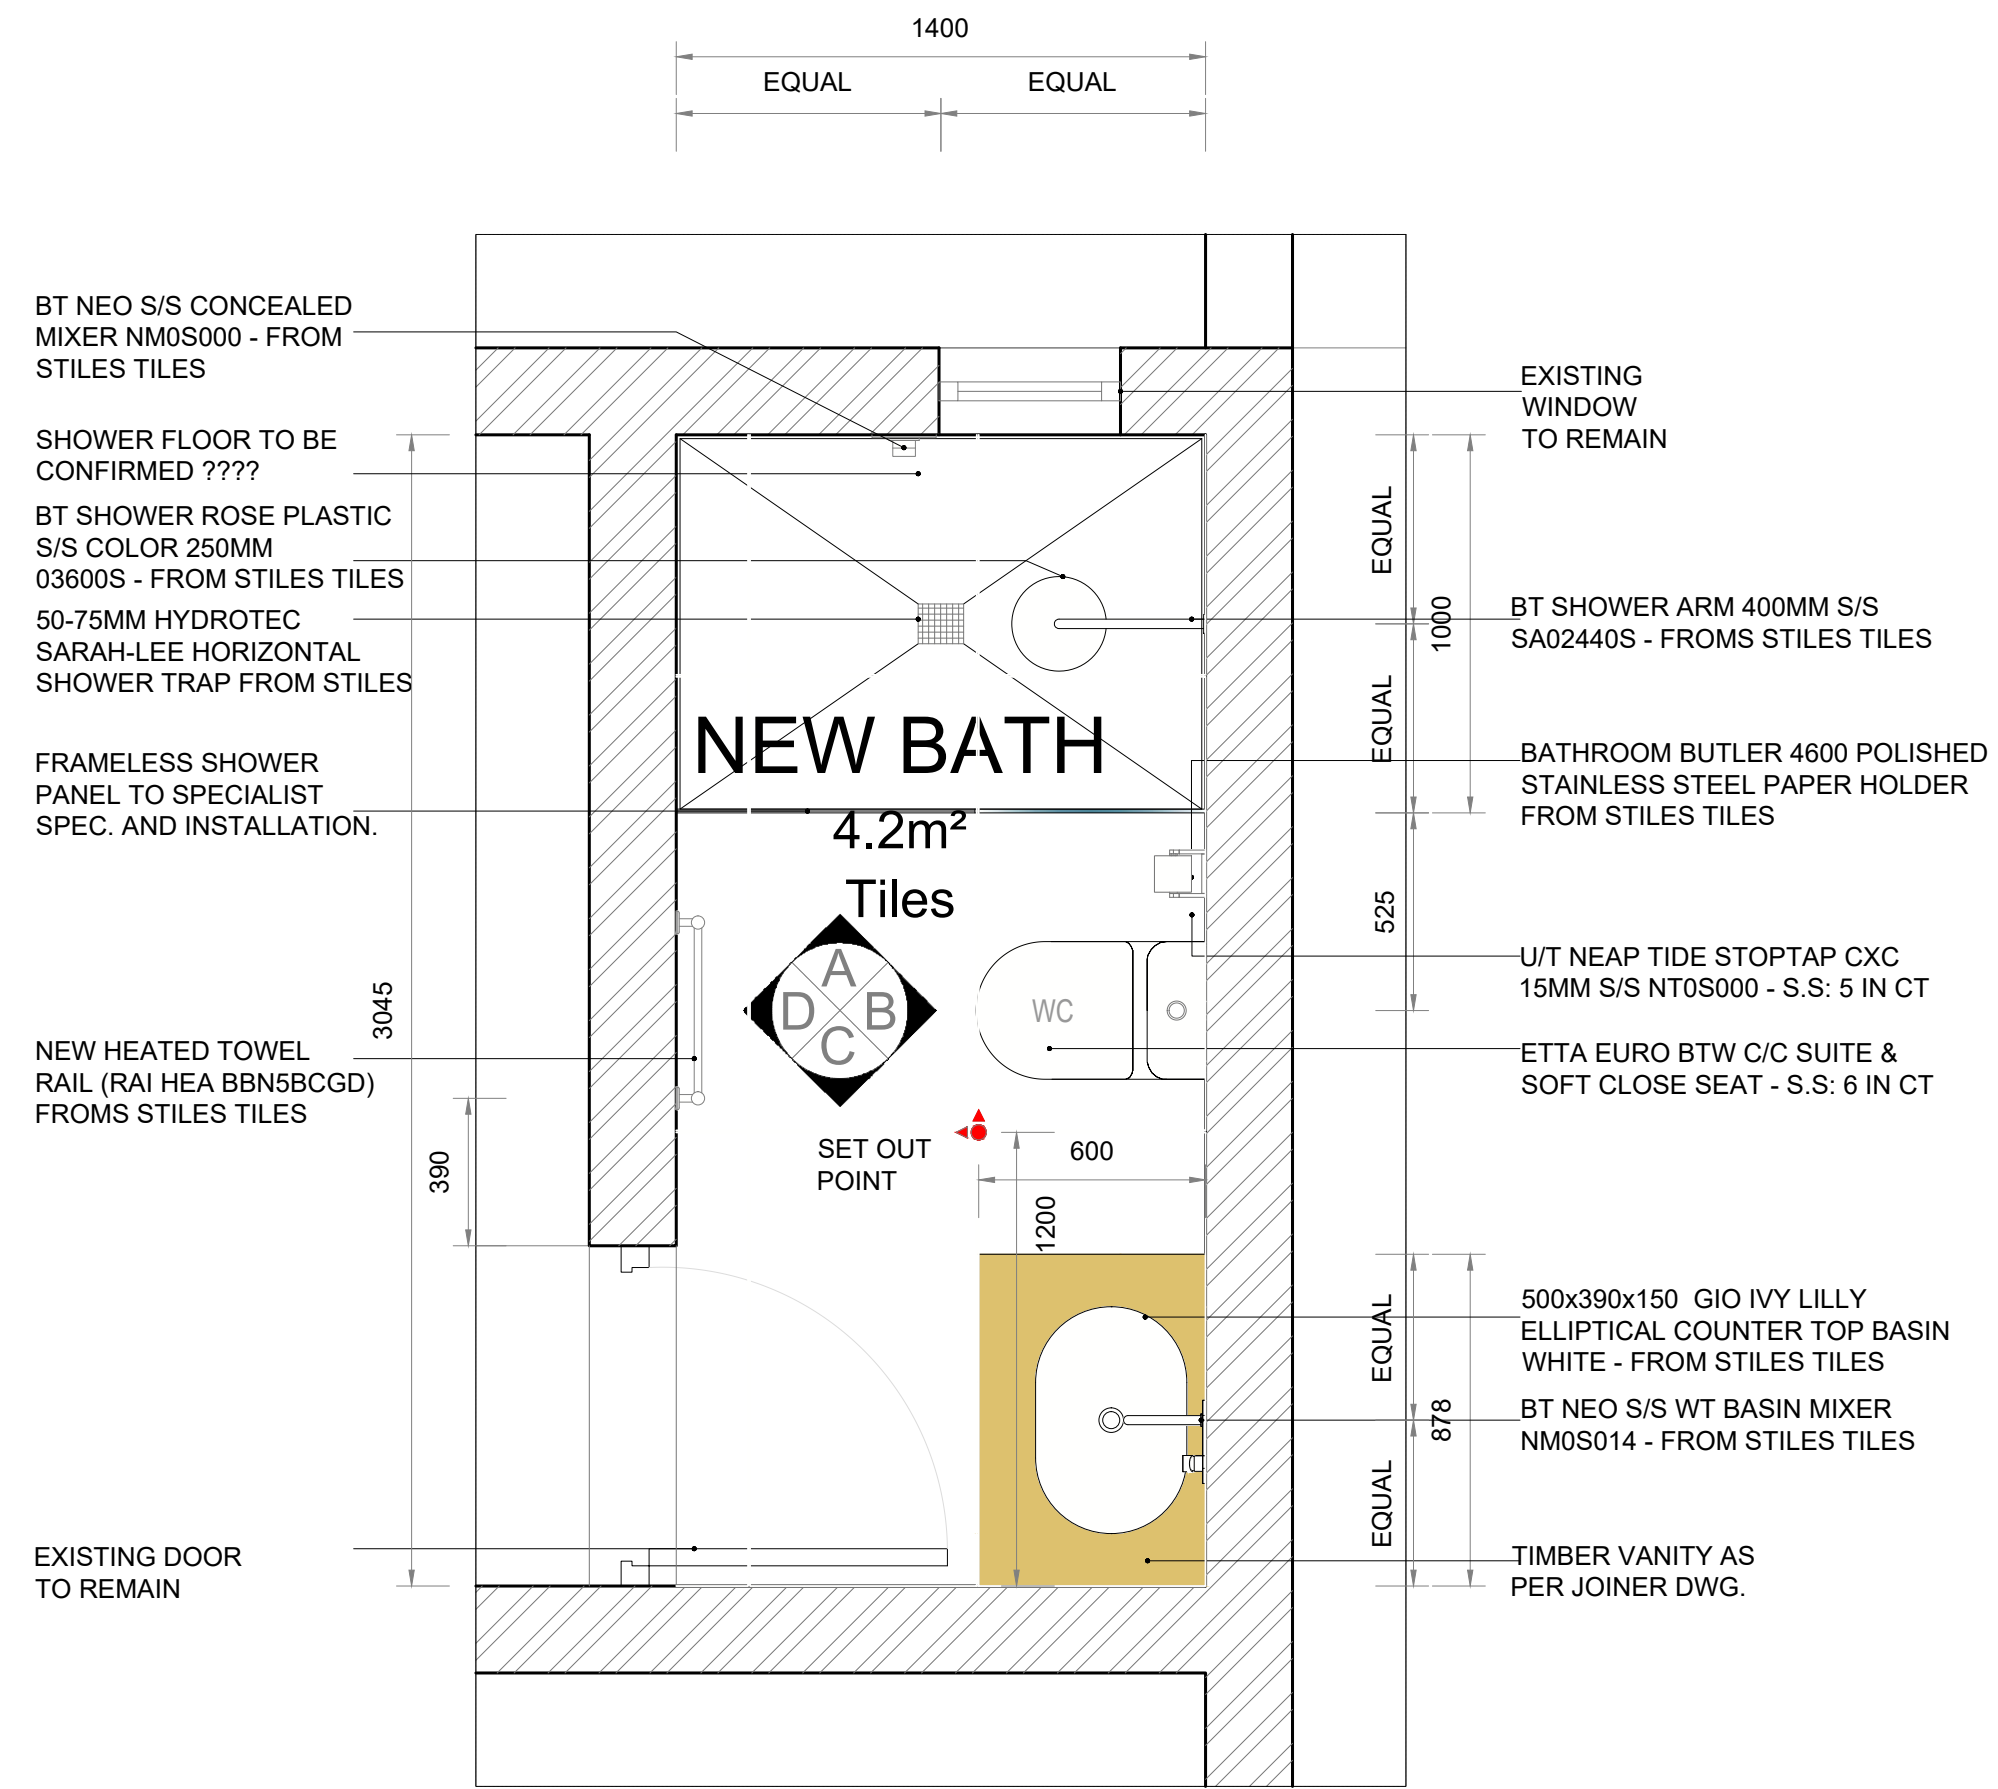 1400
EQUAL
EQUAL
BT NEO S/S CONCEALED
MIXER NM0S000 - FROM
STILES TILES
SHOWER FLOOR TO BE
CONFIRMED ????
BT SHOWER ROSE PLASTIC
S/S COLOR 250MM
03600S - FROM STILES TILES
50-75MM HYDROTEC
SARAH-LEE HORIZONTAL
SHOWER TRAP FROM STILES
FRAMELESS SHOWER
PANEL TO SPECIALIST
SPEC. AND INSTALLATION.
3045
NEW HEATED TOWEL
RAIL (RAI HEA BBN5BCGD)
FROMS STILES TILES
390
EXISTING DOOR
TO REMAIN
NEW BATH
4.2m²
Tiles
A
D
B
C
WC
SET OUT
POINT
600
1200
EQUAL
1000
EQUAL
525
EQUAL
878
EQUAL
EXISTING
WINDOW
TO REMAIN
BT SHOWER ARM 400MM S/S
SA02440S - FROMS STILES TILES
BATHROOM BUTLER 4600 POLISHED
STAINLESS STEEL PAPER HOLDER
FROM STILES TILES
U/T NEAP TIDE STOPTAP CXC
15MM S/S NT0S000 - S.S: 5 IN CT
ETTA EURO BTW C/C SUITE &
SOFT CLOSE SEAT - S.S: 6 IN CT
500x390x150 GIO IVY LILLY
ELLIPTICAL COUNTER TOP BASIN
WHITE - FROM STILES TILES
BT NEO S/S WT BASIN MIXER
NM0S014 - FROM STILES TILES
TIMBER VANITY AS
PER JOINER DWG.